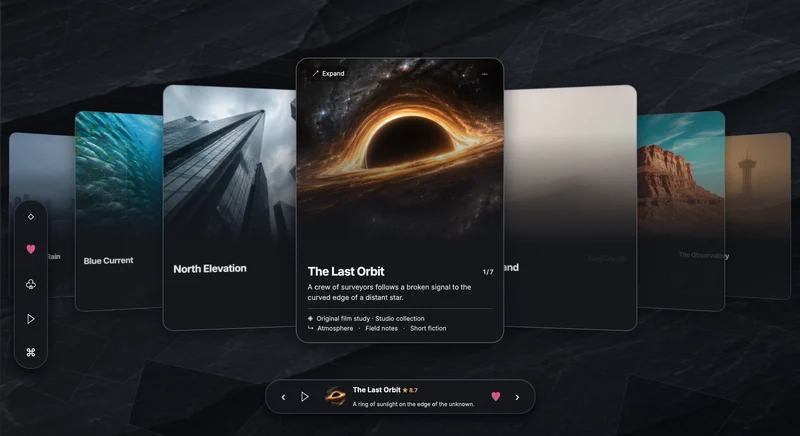 Expand
Rain
Blue Current
North Elevation
The Last Orbit
1/7
A crew of surveyors follows a broken signal to the
curved edge of a distant star.
Original film study · Studio collection
Atmosphere · Field notes · Short fiction
and
The Observatory
The Last Orbit ★ 8.7
A ring of sunlight on the edge of the unknown.